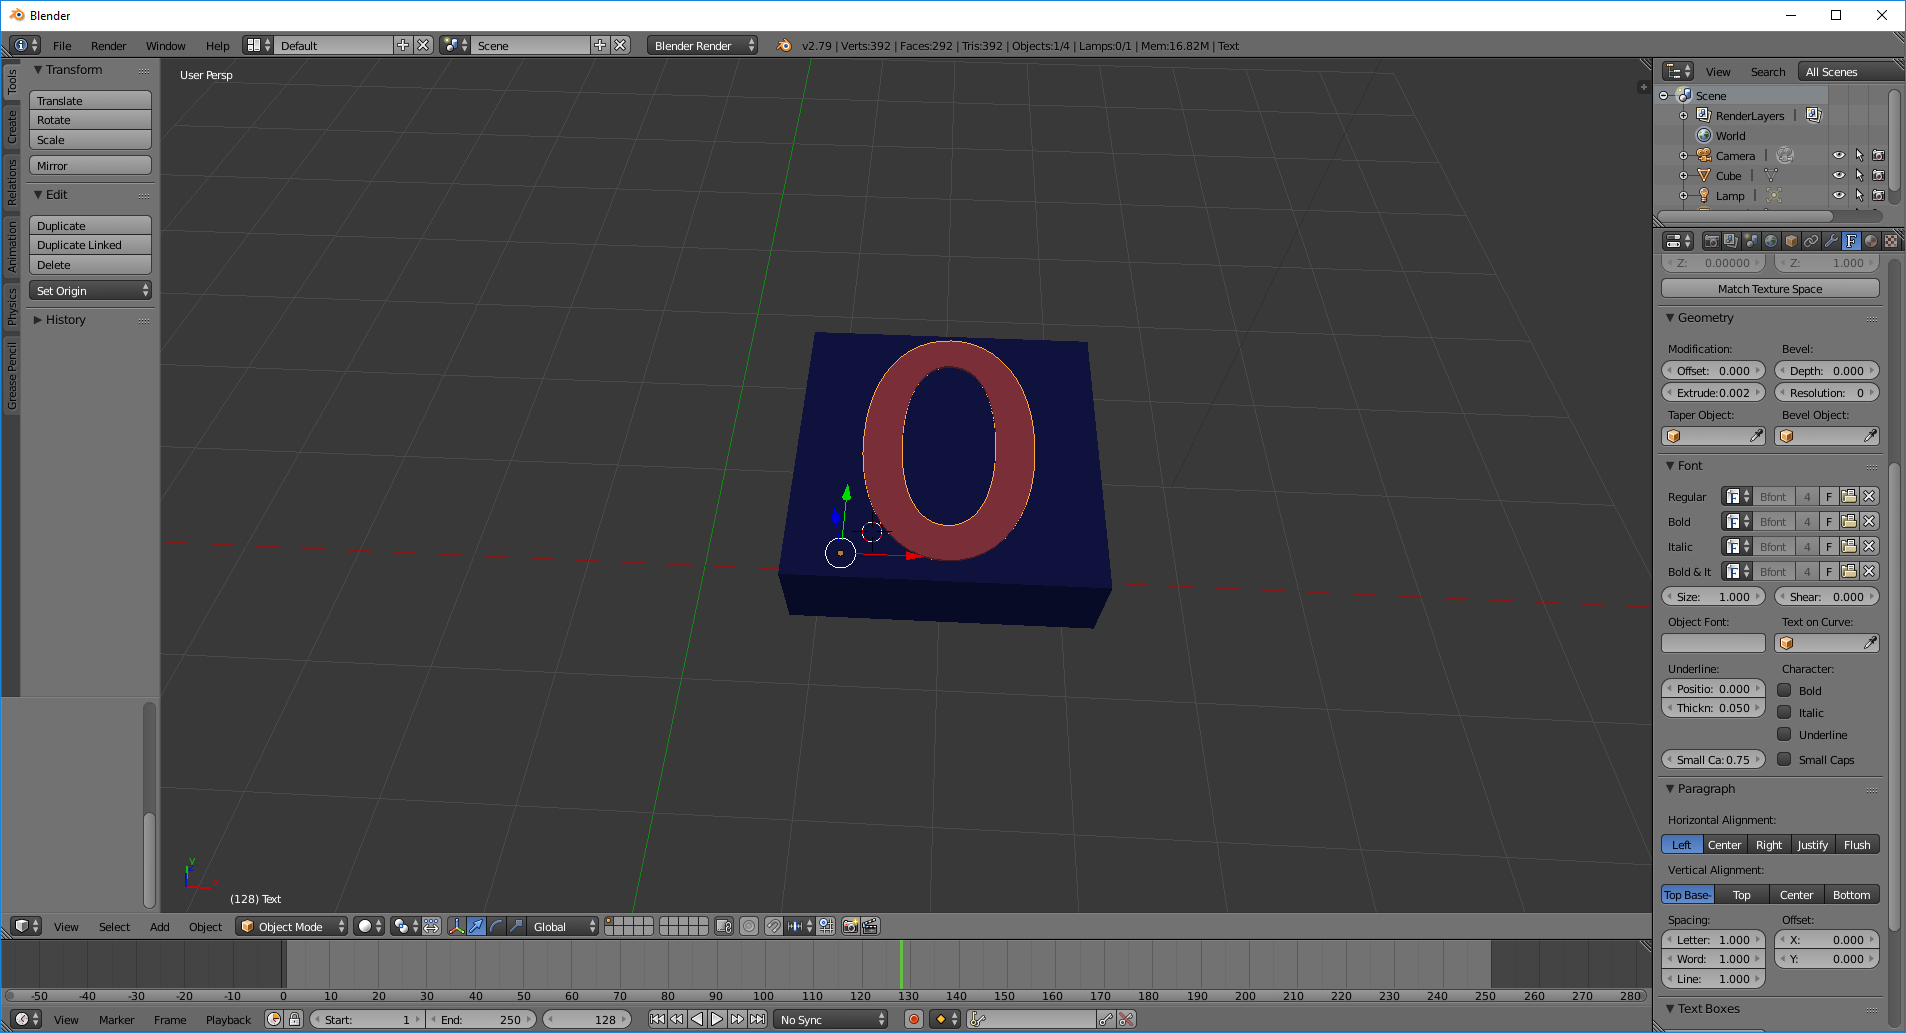 Blender
File Render Window Help Default Scene Blender Render v2.79 | Verts:392 | Faces:292 | Tris:392 | Objects:1/4 | Lamps:0/1 | Mem:16.82M | Text
Tools
Create
Relations
Animation
Physics
Grease Pencil
Transform
Translate
Rotate
Scale
Mirror
Edit
Duplicate
Duplicate Linked
Delete
Set Origin
History
User Persp
0
y
x
(128) Text
View Search All Scenes
Scene
RenderLayers
World
Camera
Cube
Lamp
Z: 0.00000 Z: 1.000
Match Texture Space
Geometry
Modification: Bevel:
Offset: 0.000 Depth: 0.000
Extrude:0.002 Resolution: 0
Taper Object: Bevel Object:
Font
Regular F Bfont 4 F
Bold F Bfont 4 F
Italic F Bfont 4 F
Bold & It F Bfont 4 F
Size: 1.000 Shear: 0.000
Object Font: Text on Curve:
Underline: Character:
Positio: 0.000 Bold
Thickn: 0.050 Italic
Underline
Small Ca:0.75 Small Caps
Paragraph
Horizontal Alignment:
Left Center Right Justify Flush
Vertical Alignment:
Top Base- Top Center Bottom
Spacing: Offset:
Letter: 1.000 X: 0.000
Word: 1.000 Y: 0.000
Line: 1.000
Text Boxes
View Select Add Object Object Mode Global
-50 -40 -30 -20 -10 0 10 20 30 40 50 60 70 80 90 100 110 120 130 140 150 160 170 180 190 200 210 220 230 240 250 260 270 280
View Marker Frame Playback Start: 1 End: 250 128 No Sync